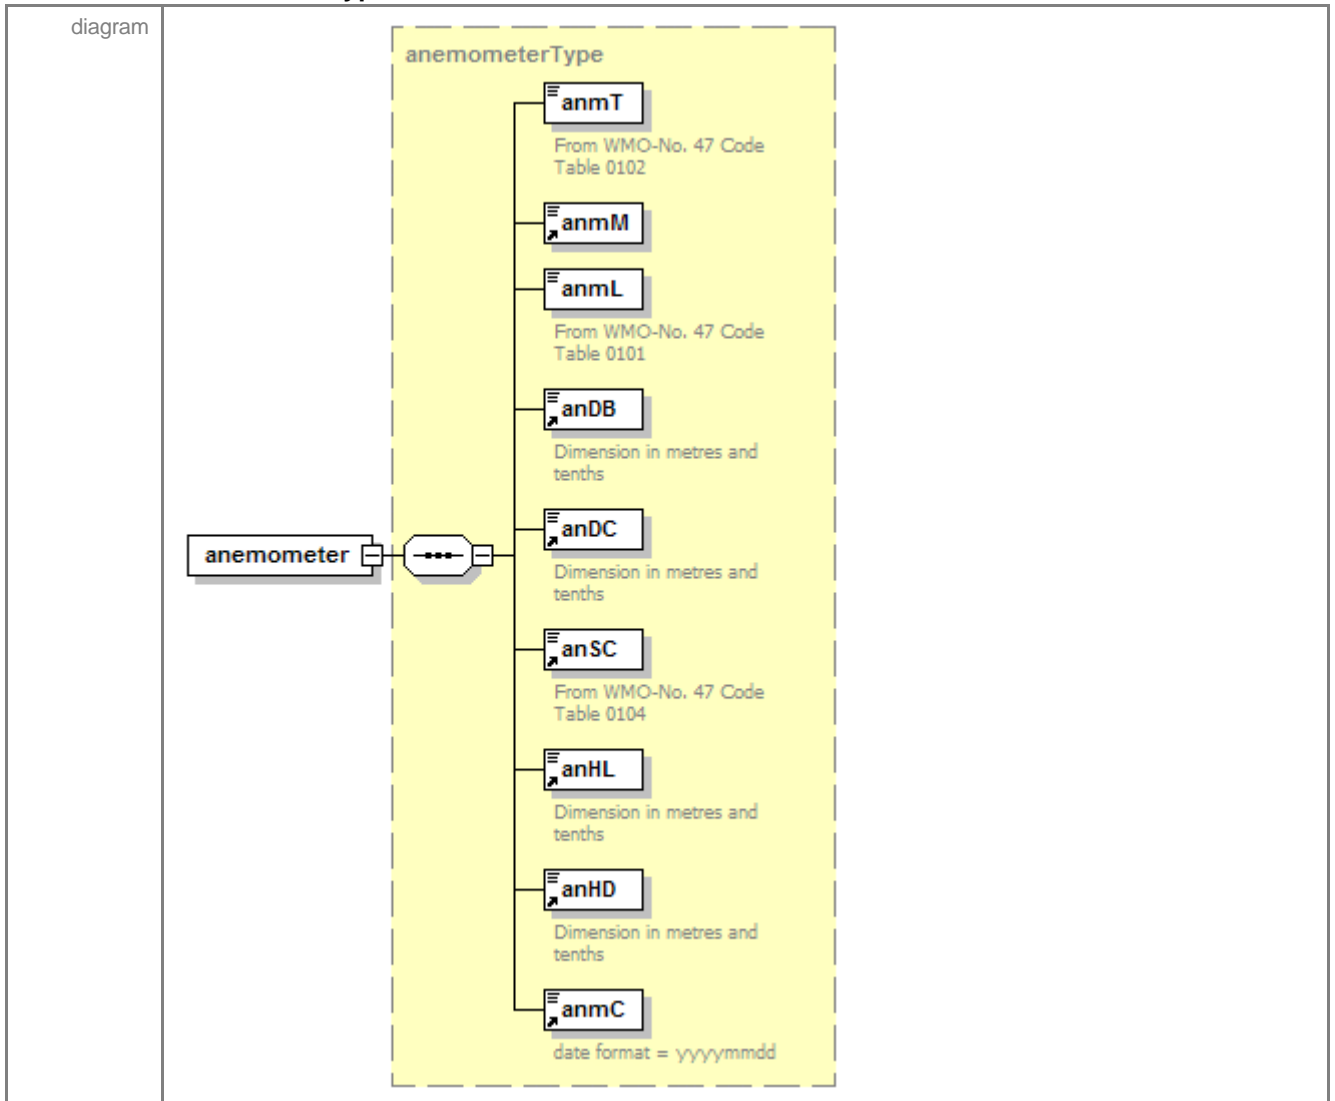 diagram
anemometerType
anmT
From WMO-No. 47 Code
Table 0102
anmM
anmL
From WMO-No. 47 Code
Table 0101
anDB
Dimension in metres and
tenths
anDC
Dimension in metres and
tenths
anemometer
anSC
From WMO-No. 47 Code
Table 0104
anHL
Dimension in metres and
tenths
anHD
Dimension in metres and
tenths
anmC
date format = yyyymmdd